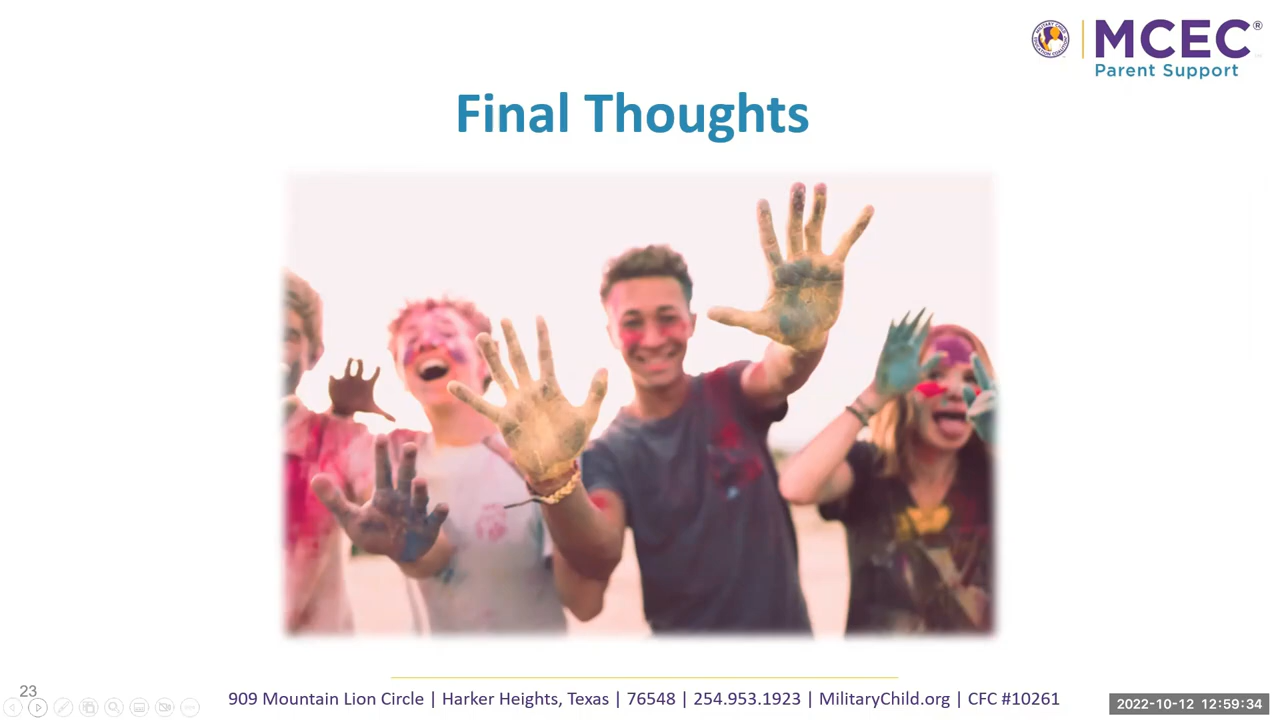 MCEC®
Parent Support
Final Thoughts
23
909 Mountain Lion Circle | Harker Heights, Texas | 76548 | 254.953.1923 | MilitaryChild.org | CFC #10261
2022-10-12 12:59:34